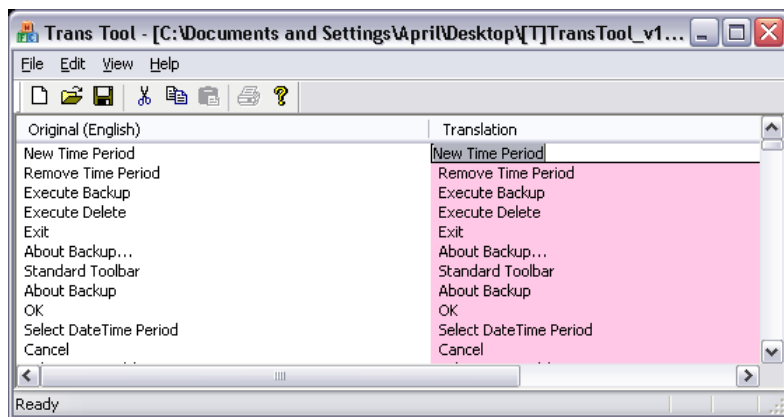 Trans Tool - [C:\Documents and Settings\April\Desktop\[T]TransTool_v1...
File Edit View Help
Original (English) Translation
New Time Period New Time Period
Remove Time Period Remove Time Period
Execute Backup Execute Backup
Execute Delete Execute Delete
Exit Exit
About Backup... About Backup...
Standard Toolbar Standard Toolbar
About Backup About Backup
OK OK
Select DateTime Period Select DateTime Period
Cancel Cancel
Ready